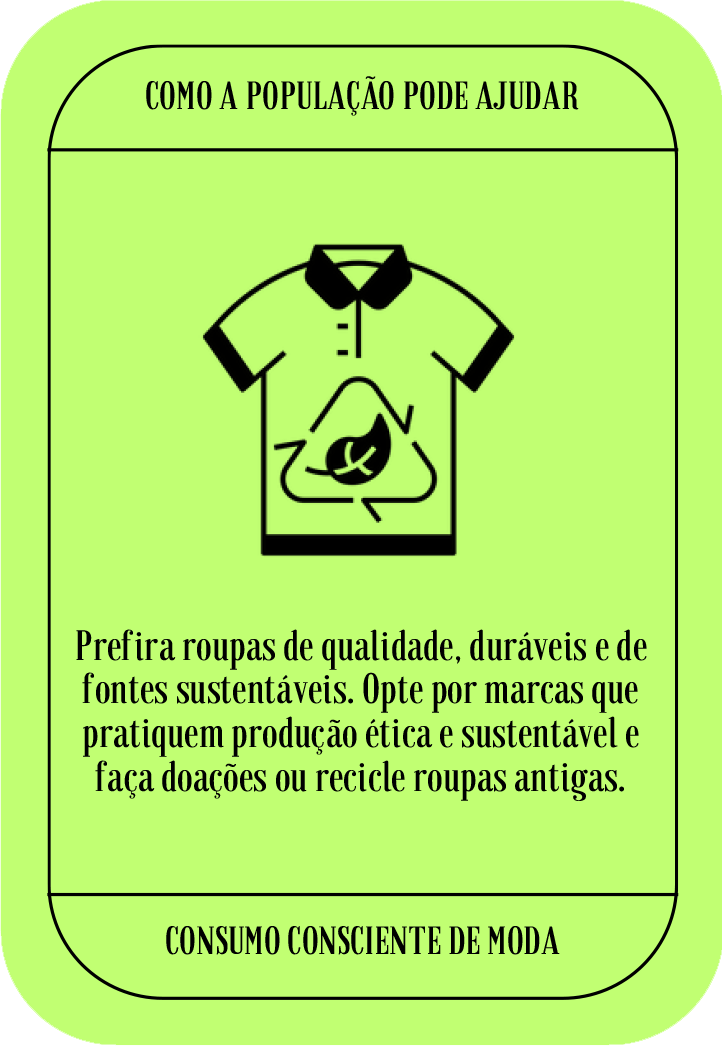 COMO A POPULAÇÃO PODE AJUDAR
Prefira roupas de qualidade, duráveis e de
fontes sustentáveis. Opte por marcas que
pratiquem produção ética e sustentável e
faça doações ou recicle roupas antigas.
CONSUMO CONSCIENTE DE MODA